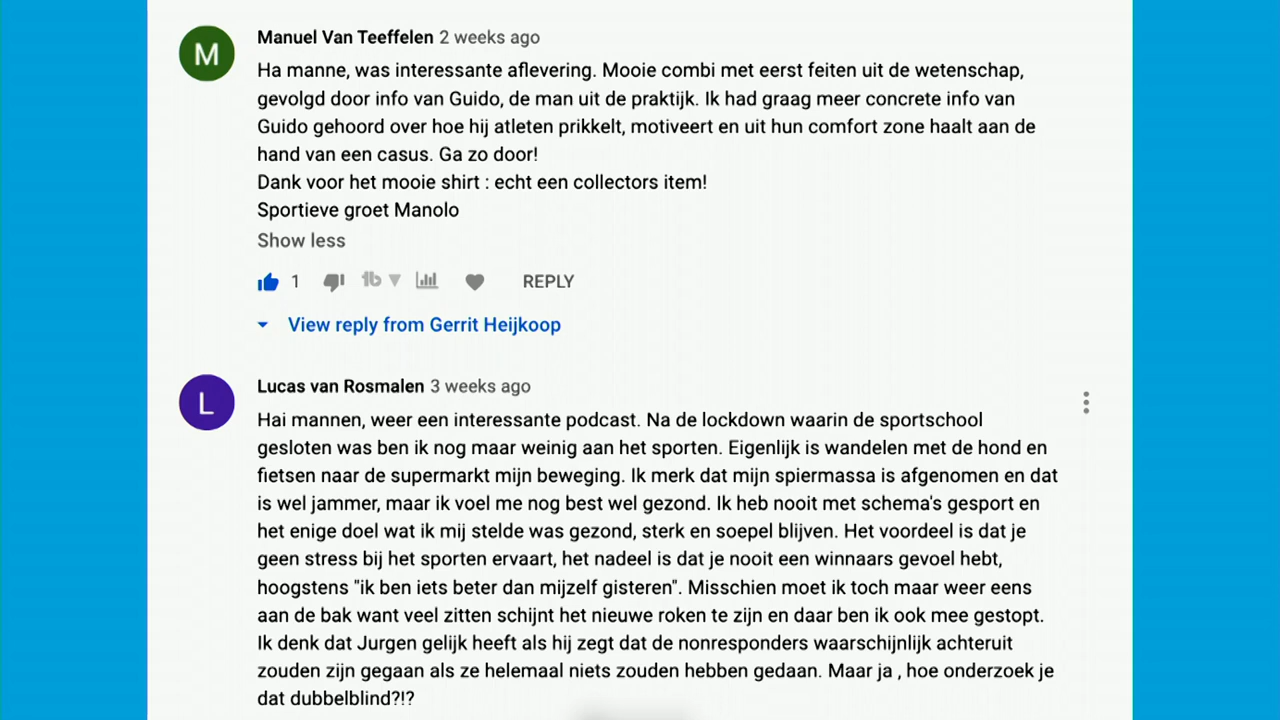 M
Manuel Van Teeffelen 2 weeks ago
Ha manne, was interessante aflevering. Mooie combi met eerst feiten uit de wetenschap,
gevolgd door info van Guido, de man uit de praktijk. Ik had graag meer concrete info van
Guido gehoord over hoe hij atleten prikkelt, motiveert en uit hun comfort zone haalt aan de
hand van een casus. Ga zo door!
Dank voor het mooie shirt : echt een collectors item!
Sportieve groet Manolo
Show less
1 tb REPLY
View reply from Gerrit Heijkoop
L
Lucas van Rosmalen 3 weeks ago
Hai mannen, weer een interessante podcast. Na de lockdown waarin de sportschool
gesloten was ben ik nog maar weinig aan het sporten. Eigenlijk is wandelen met de hond en
fietsen naar de supermarkt mijn beweging. Ik merk dat mijn spiermassa is afgenomen en dat
is wel jammer, maar ik voel me nog best wel gezond. Ik heb nooit met schema's gesport en
het enige doel wat ik mij stelde was gezond, sterk en soepel blijven. Het voordeel is dat je
geen stress bij het sporten ervaart, het nadeel is dat je nooit een winnaars gevoel hebt,
hoogstens "ik ben iets beter dan mijzelf gisteren". Misschien moet ik toch maar weer eens
aan de bak want veel zitten schijnt het nieuwe roken te zijn en daar ben ik ook mee gestopt.
Ik denk dat Jurgen gelijk heeft als hij zegt dat de nonresponders waarschijnlijk achteruit
zouden zijn gegaan als ze helemaal niets zouden hebben gedaan. Maar ja , hoe onderzoek je
dat dubbelblind?!?